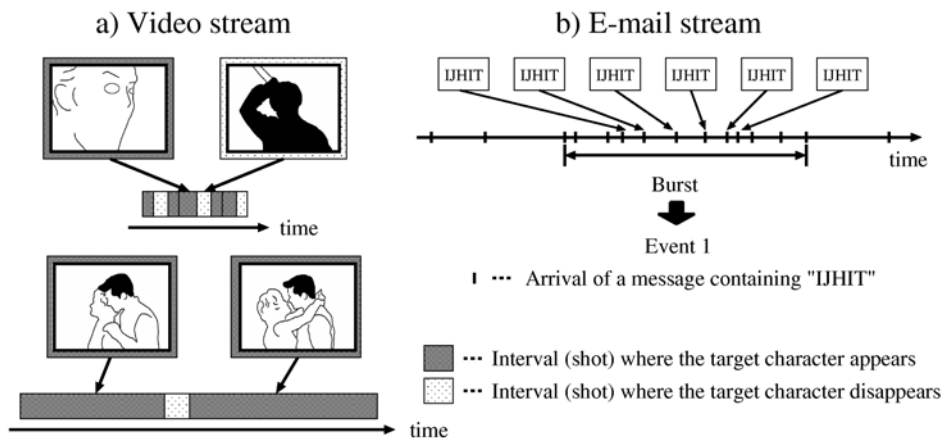 a) Video stream
time
time
b) E-mail stream
IJHIT IJHIT IJHIT IJHIT IJHIT IJHIT
time
Burst
Event 1
Arrival of a message containing "IJHIT"
Interval (shot) where the target character appears
Interval (shot) where the target character disappears